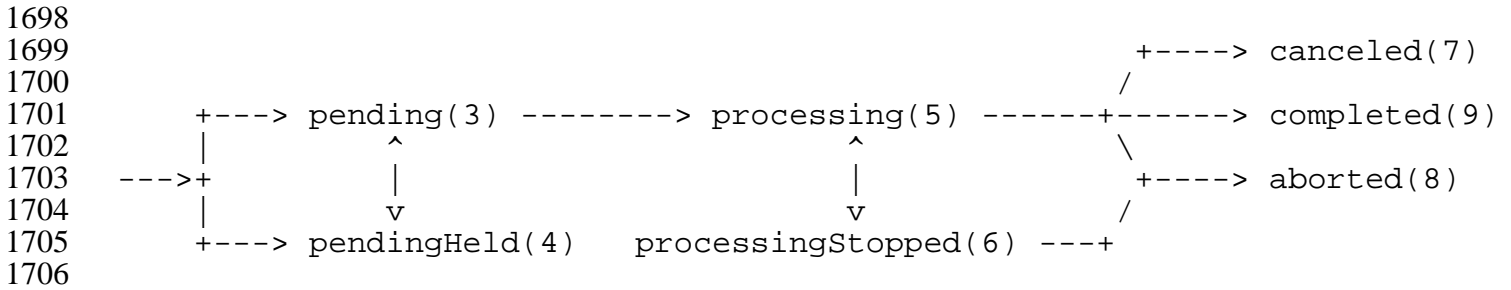 1698
1699                                                                 +----> canceled(7)
1700                                                                /
1701        +---> pending(3) --------> processing(5) ------+------> completed(9)
1702        |          ^                         ^                \
1703   --->+          |                         |                 +----> aborted(8)
1704        |          v                         v                /
1705        +---> pendingHeld(4)   processingStopped(6) ---+
1706